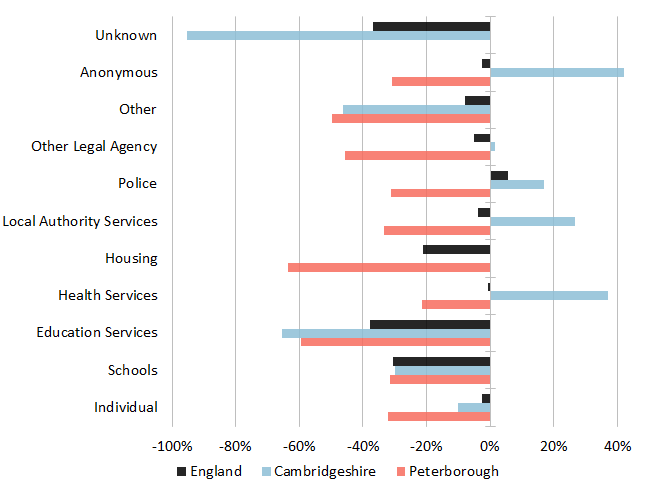 Unknown
Anonymous
Other
Other Legal Agency
Police
Local Authority Services
Housing
Health Services
Education Services
Schools
Individual
-100% -80% -60% -40% -20% 0% 20% 40%
England Cambridgeshire Peterborough